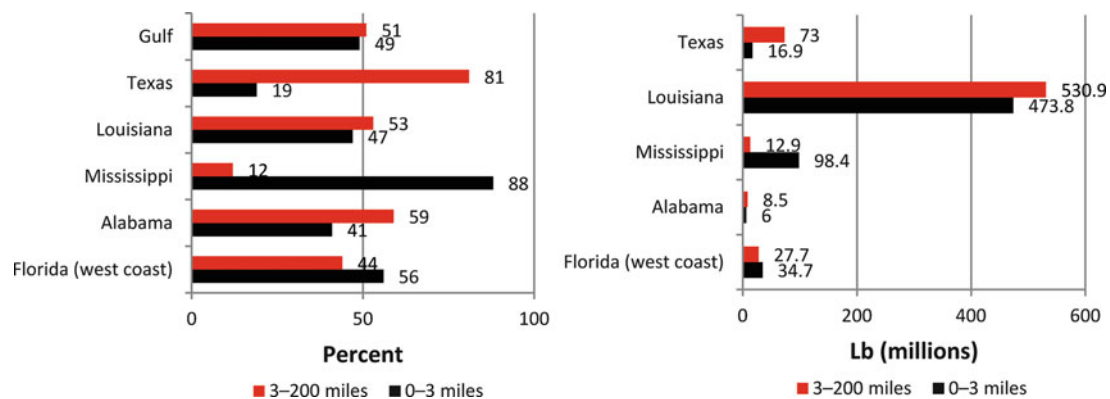 Gulf 51
49
Texas 81
19
Louisiana 53
47
Mississippi 12
88
Alabama 59
41
Florida (west coast) 44
56
0 50 100
Percent
3–200 miles 0–3 miles
Texas 73
16.9
Louisiana 530.9
473.8
Mississippi 12.9
98.4
Alabama 8.5
6
Florida (west coast) 27.7
34.7
0 200 400 600
Lb (millions)
3–200 miles 0–3 miles